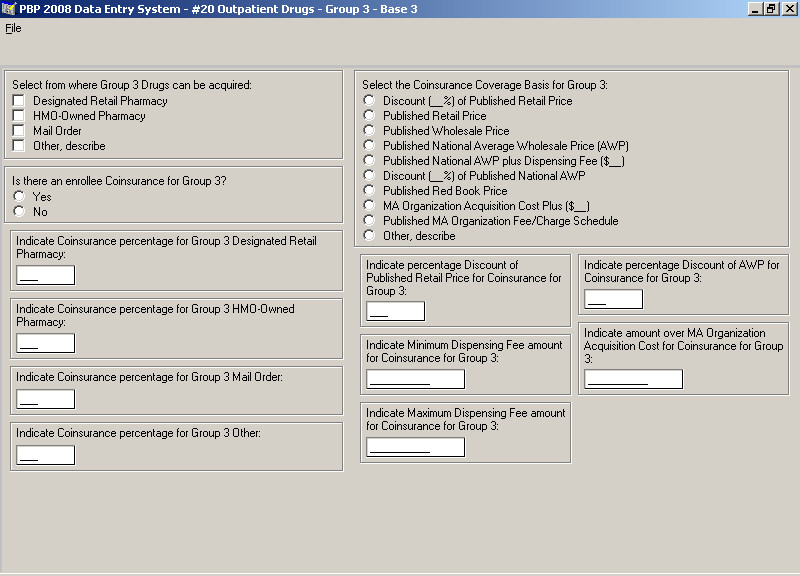 PBP 2008 Data Entry System - #20 Outpatient Drugs - Group 3 - Base 3
File
Select from where Group 3 Drugs can be acquired:
Designated Retail Pharmacy
HMO-Owned Pharmacy
Mail Order
Other, describe
Is there an enrollee Coinsurance for Group 3?
Yes
No
Indicate Coinsurance percentage for Group 3 Designated Retail
Pharmacy:
___
Indicate Coinsurance percentage for Group 3 HMO-Owned
Pharmacy:
___
Indicate Coinsurance percentage for Group 3 Mail Order:
___
Indicate Coinsurance percentage for Group 3 Other:
___
Select the Coinsurance Coverage Basis for Group 3:
Discount (__%) of Published Retail Price
Published Retail Price
Published Wholesale Price
Published National Average Wholesale Price (AWP)
Published National AWP plus Dispensing Fee ($__)
Discount (__%) of Published National AWP
Published Red Book Price
MA Organization Acquisition Cost Plus ($__)
Published MA Organization Fee/Charge Schedule
Other, describe
Indicate percentage Discount of
Published Retail Price for Coinsurance for
Group 3:
___
Indicate Minimum Dispensing Fee amount
for Coinsurance for Group 3:
__________
Indicate Maximum Dispensing Fee amount
for Coinsurance for Group 3:
__________
Indicate percentage Discount of AWP for
Coinsurance for Group 3:
___
Indicate amount over MA Organization
Acquisition Cost for Coinsurance for Group
3:
__________